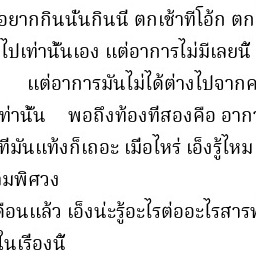 อยากกินนั้นกินนี่ ตกเช้าทีโอ้ก ตก
ไปเท่านั้นเอง แต่อาการไม่มีเลยนี่
แต่อาการมันไม่ได้ต่างไปจากค
เท่านั้น พอถึงท้องที่สองคือ อากา
ที่มันแท้งก็เถอะ เมื่อไหร่ เอ็งรู้ไหม
มพิศวง
คือนแล้ว เอ็งน่ะรู้อะไรต่ออะไรสาร
ในเรื่องนี้